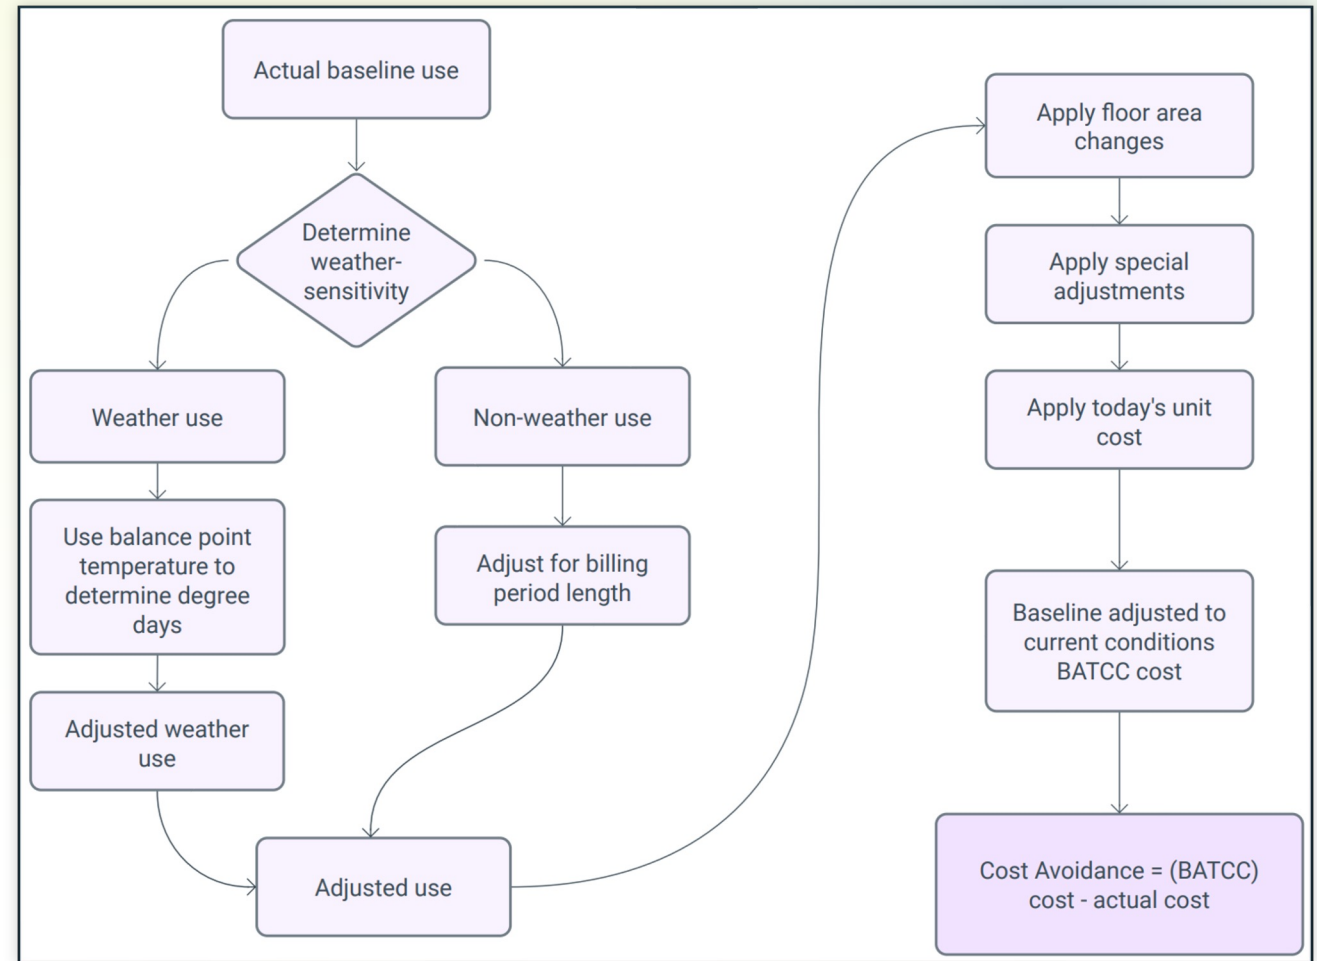 Actual baseline use
Determine
weather-
sensitivity
Weather use
Non-weather use
Use balance point
temperature to
determine degree
days
Adjust for billing
period length
Adjusted weather
use
Adjusted use
Apply floor area
changes
Apply special
adjustments
Apply today's unit
cost
Baseline adjusted to
current conditions
BATCC cost
Cost Avoidance = (BATCC)
cost - actual cost